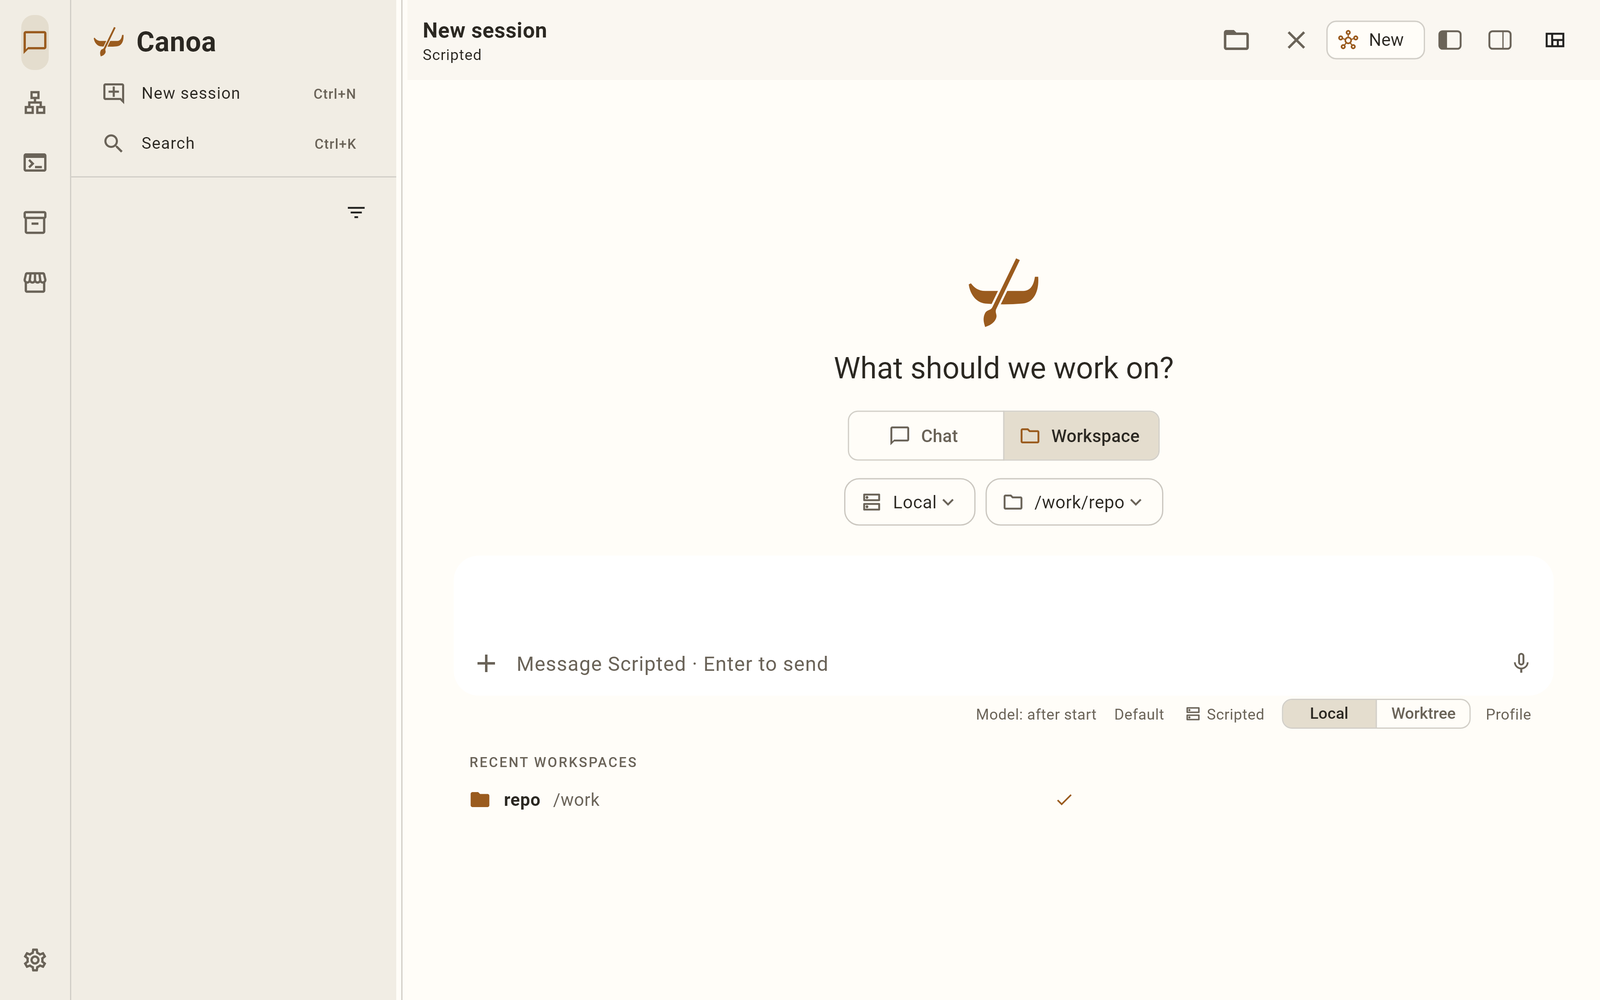 Canoa
New session Ctrl+N
Search Ctrl+K
New session
Scripted
New
What should we work on?
Chat Workspace
Local /work/repo
Message Scripted · Enter to send
Model: after start Default Scripted Local Worktree Profile
RECENT WORKSPACES
repo /work